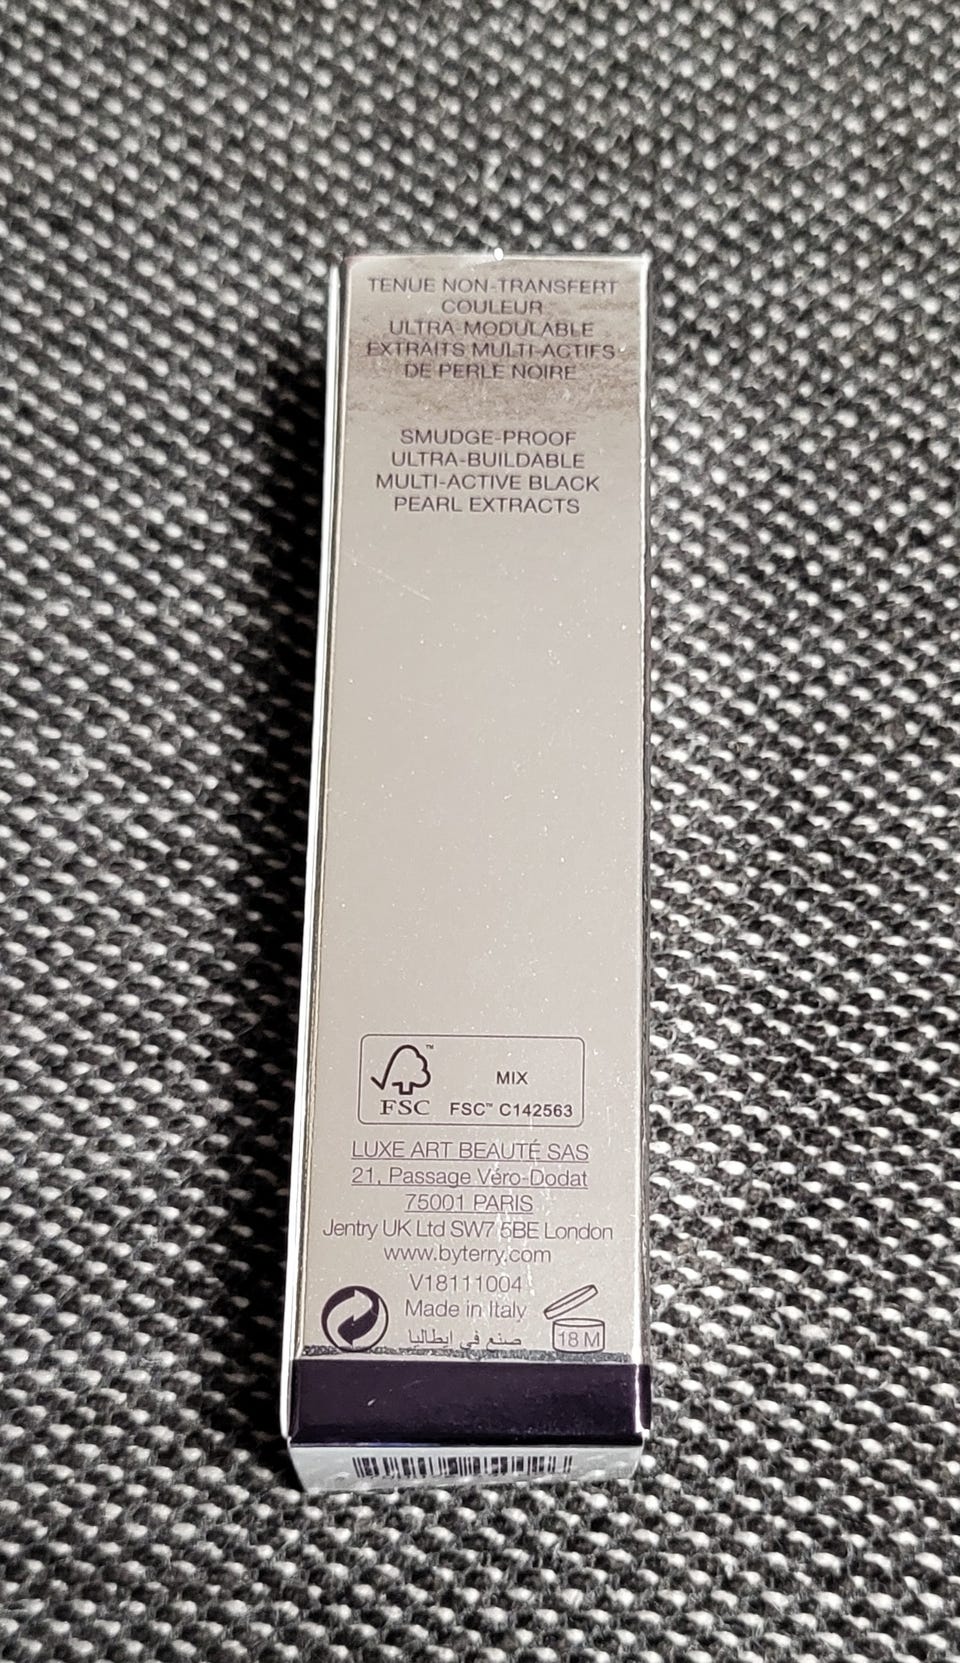 TENUE NON-TRANSFERT
COULEUR
ULTRA-MODULABLE
EXTRAITS MULTI-ACTIFS
DE PERLE NOIRE
SMUDGE-PROOF
ULTRA-BUILDABLE
MULTI-ACTIVE BLACK
PEARL EXTRACTS
FSC™
MIX
FSC™ C142563
LUXE ART BEAUTÉ SAS
21, Passage Véro-Dodat
75001 PARIS
Jentry UK Ltd SW7 5BE London
www.byterry.com
V18111004
Made in Italy
صنع في ايطاليا
18 M